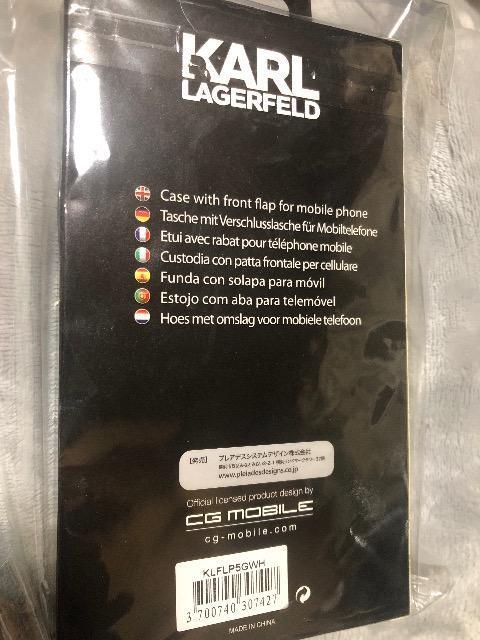 KARL
LAGERFELD
Case with front flap for mobile phone
Tasche mit Verschlusslasche für Mobiltelefone
Etui avec rabat pour téléphone mobile
Custodia con patta frontale per cellulare
Funda con solapa para móvil
Estojo com aba para telemóvel
Hoes met omslag voor mobiele telefoon
【発売】 プレアデスシステムデザイン株式会社
www.pleiadesdesigns.co.jp
Official licensed product design by
CG MOBILE
cg-mobile.com
KLFLP5GWH
3 700740 307427
MADE IN CHINA